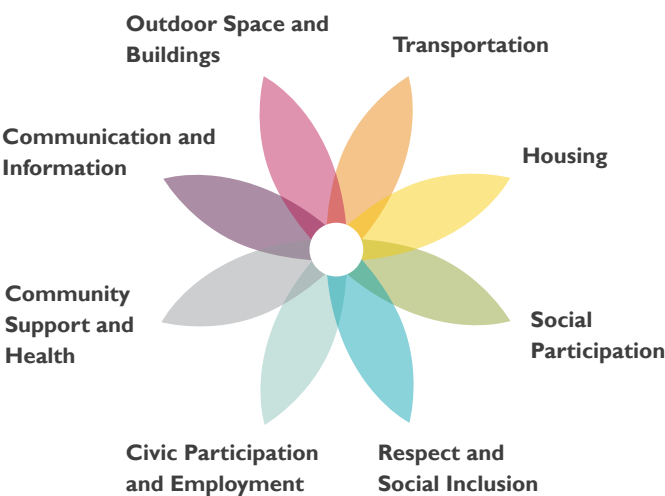 Outdoor Space and
Buildings
Transportation
Housing
Social
Participation
Respect and
Social Inclusion
Civic Participation
and Employment
Community
Support and
Health
Communication and
Information